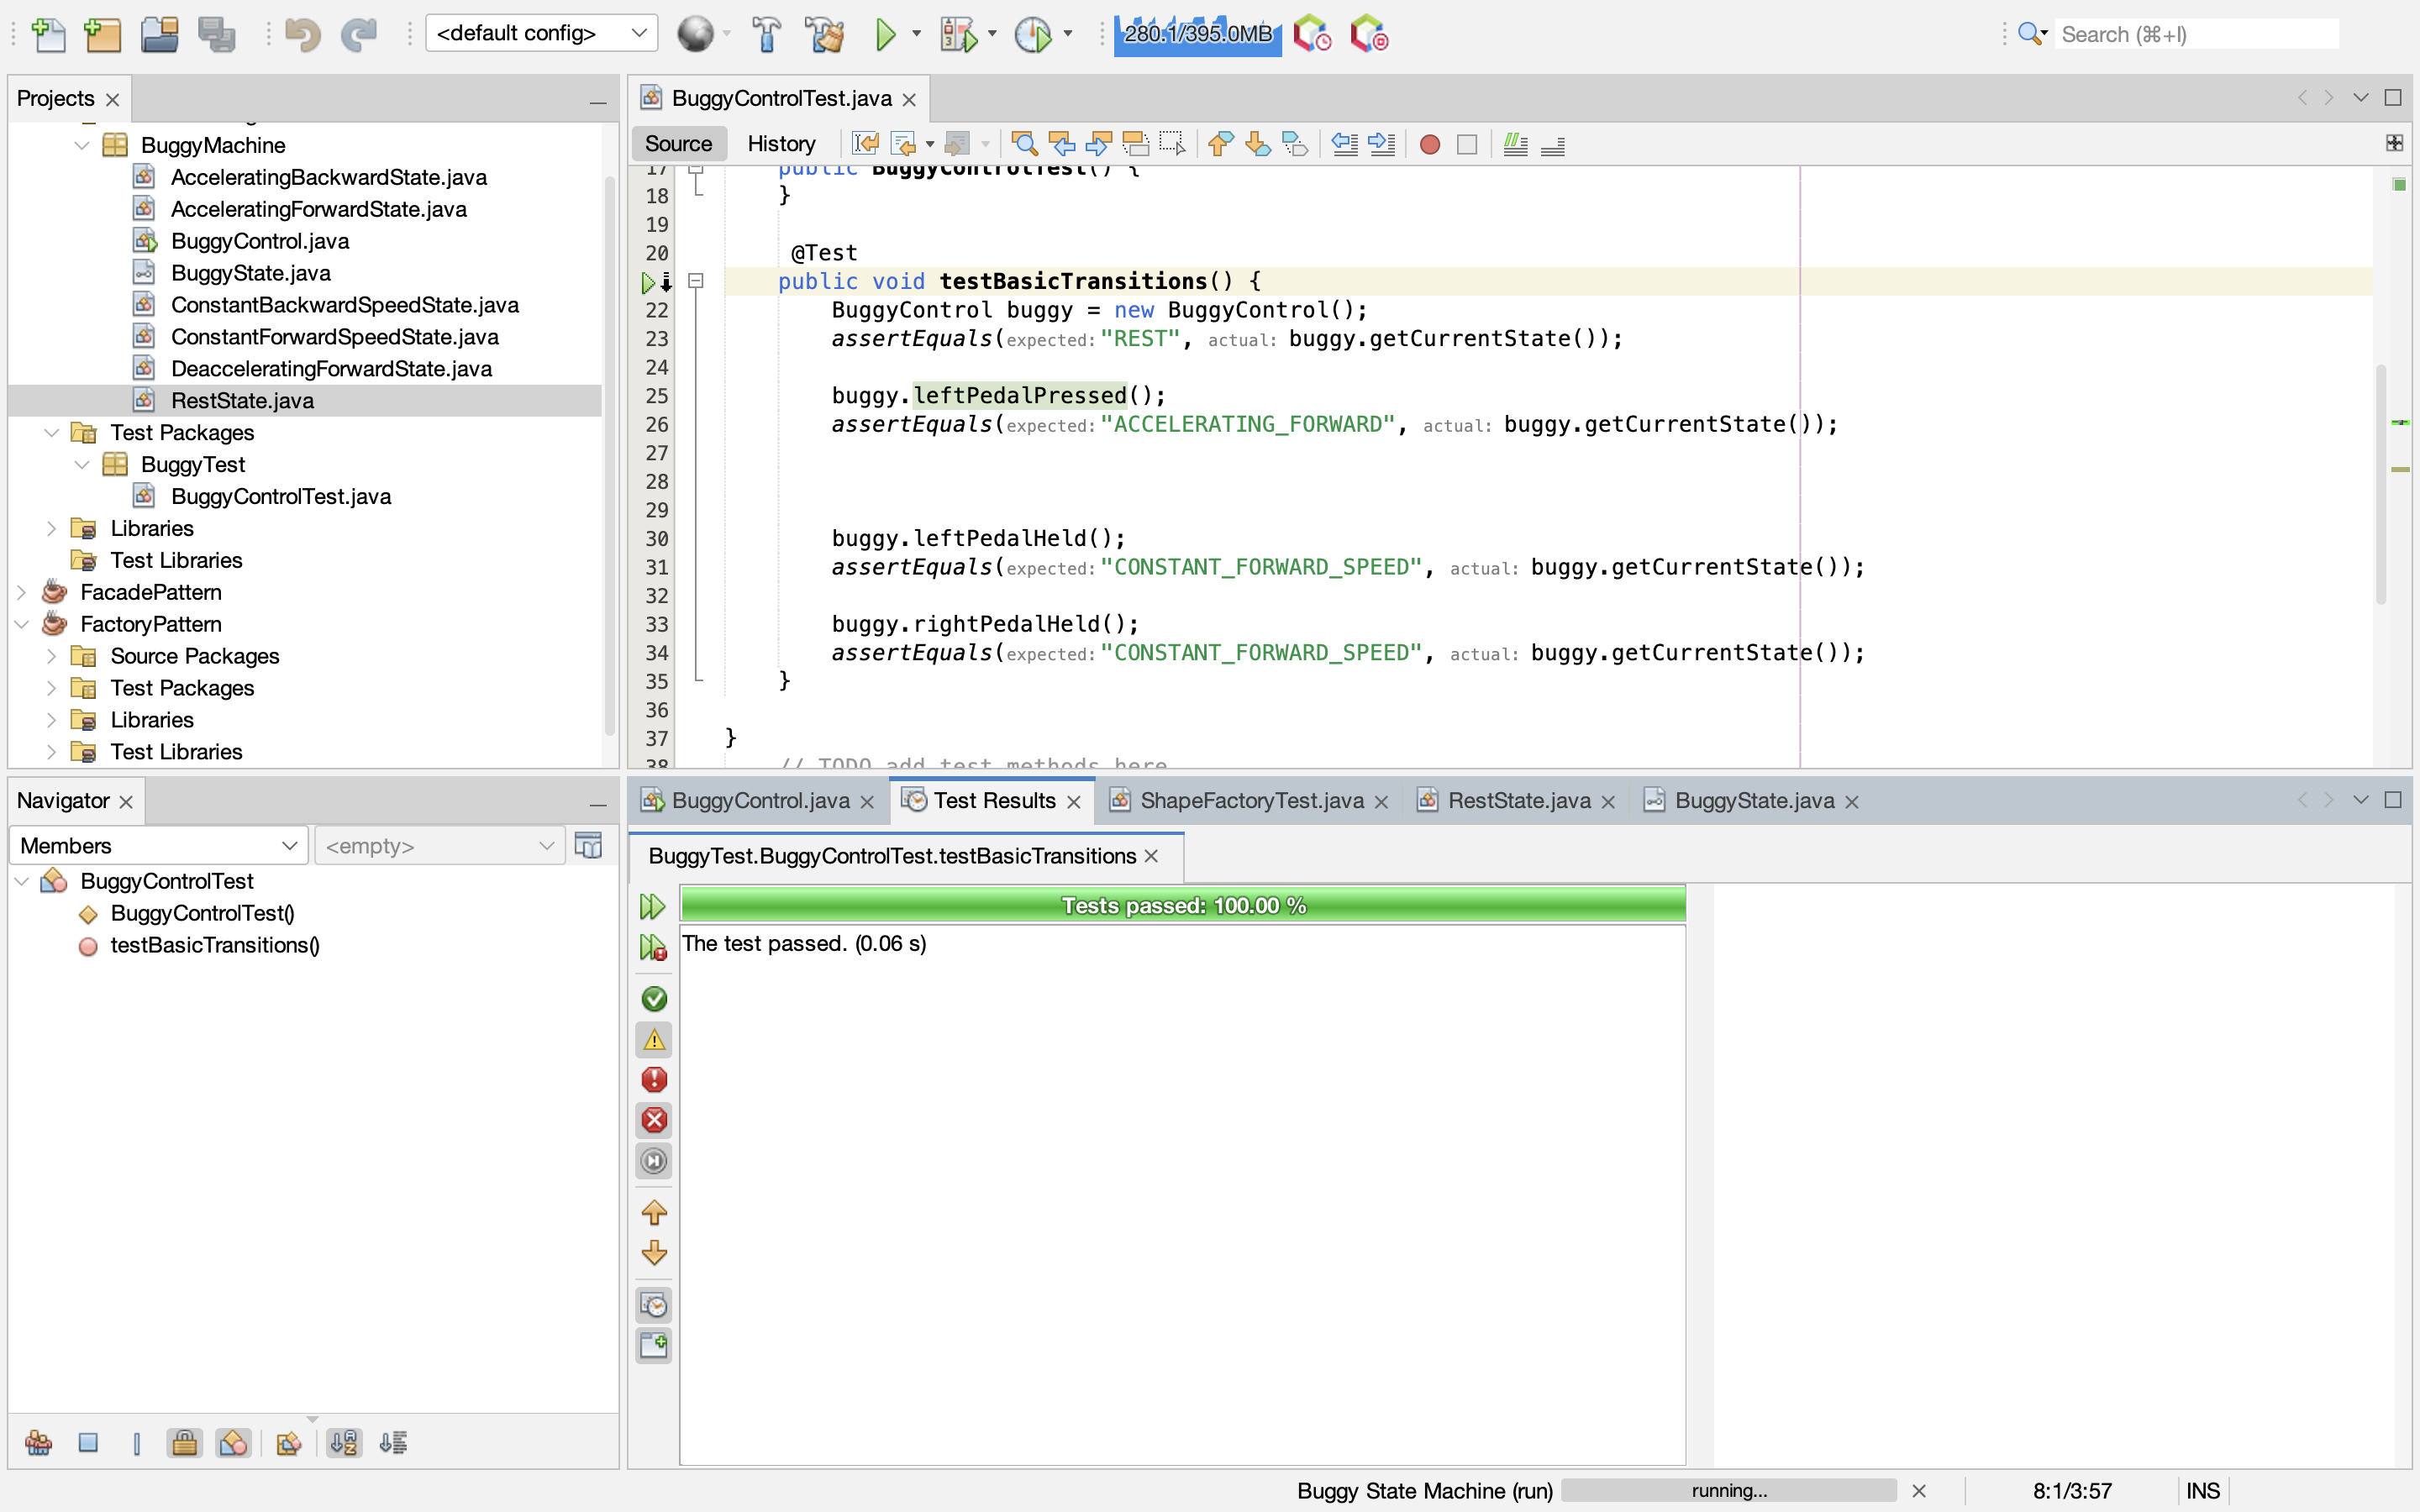 <default config>
280.1/395.0MB
Search (⌘+I)
Projects
BuggyMachine
AcceleratingBackwardState.java
AcceleratingForwardState.java
BuggyControl.java
BuggyState.java
ConstantBackwardSpeedState.java
ConstantForwardSpeedState.java
DeacceleratingForwardState.java
RestState.java
Test Packages
BuggyTest
BuggyControlTest.java
Libraries
Test Libraries
FacadePattern
FactoryPattern
Source Packages
Test Packages
Libraries
Test Libraries
BuggyControlTest.java
Source History
17 public BuggyControlTest() {
18 }
19
20 @Test
public void testBasicTransitions() {
22 BuggyControl buggy = new BuggyControl();
23 assertEquals(expected: "REST", actual: buggy.getCurrentState());
24
25 buggy.leftPedalPressed();
26 assertEquals(expected: "ACCELERATING_FORWARD", actual: buggy.getCurrentState());
27
28
29
30 buggy.leftPedalHeld();
31 assertEquals(expected: "CONSTANT_FORWARD_SPEED", actual: buggy.getCurrentState());
32
33 buggy.rightPedalHeld();
34 assertEquals(expected: "CONSTANT_FORWARD_SPEED", actual: buggy.getCurrentState());
35 }
36
37 }
38 // TODO add test methods here
Navigator
Members <empty>
BuggyControlTest
BuggyControlTest()
testBasicTransitions()
BuggyControl.java Test Results ShapeFactoryTest.java RestState.java BuggyState.java
BuggyTest.BuggyControlTest.testBasicTransitions
Tests passed: 100.00 %
The test passed. (0.06 s)
Buggy State Machine (run) running... 8:1/3:57 INS